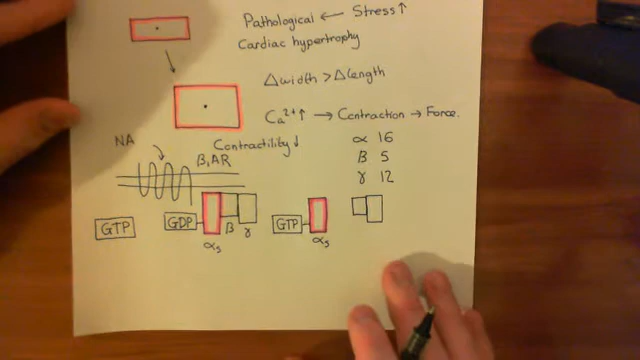 Pathological ← Stress ↑
Cardiac hypertrophy
Δwidth > Δlength
Ca²⁺↑ → Contraction → Force.
Contractility ↓
α 16
β 5
γ 12
NA
β₁AR
GTP
GDP
αs
β
γ
GTP
αs